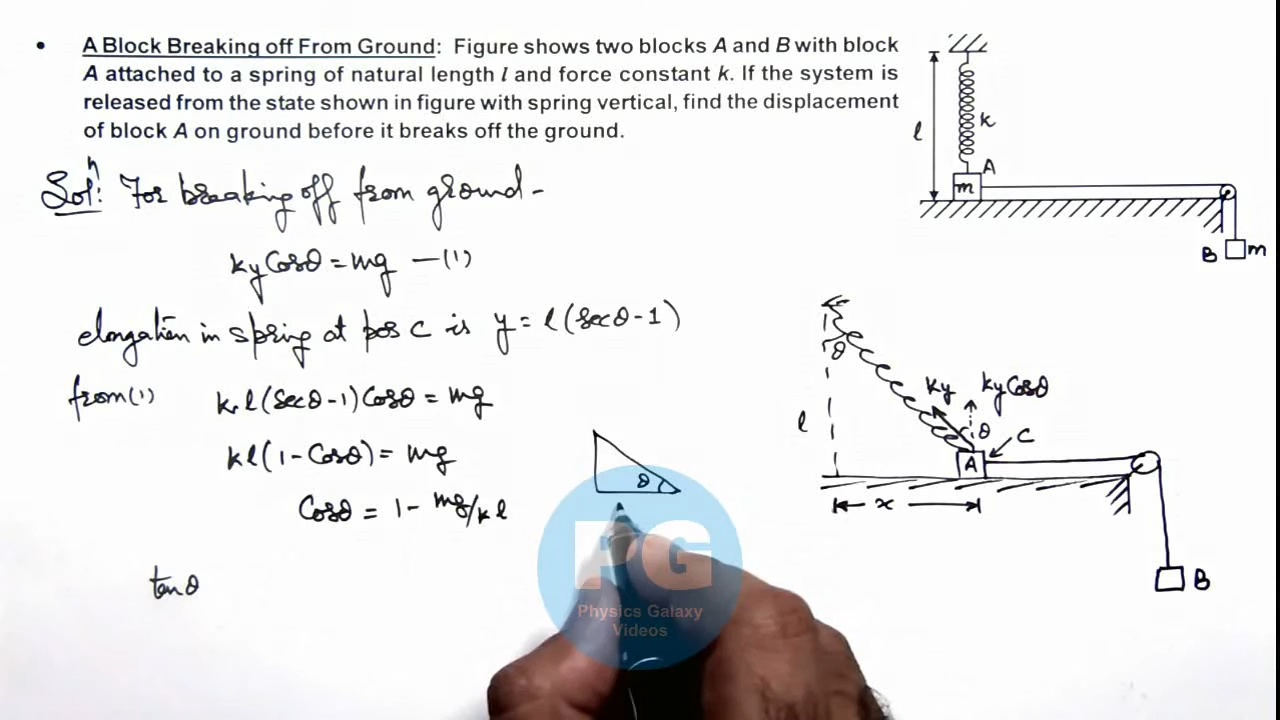 • A Block Breaking off From Ground: Figure shows two blocks A and B with block
A attached to a spring of natural length l and force constant k. If the system is
released from the state shown in figure with spring vertical, find the displacement
of block A on ground before it breaks off the ground.
Solⁿ: For breaking off from ground -
ky Cosθ = mg —(1)
elongation in spring at pos C is y = l(secθ-1)
from(1) k.l(Secθ-1)Cosθ = mg
kl(1-Cosθ) = mg
Cosθ = 1 - mg/kl
tanθ
θ
l
k
A
m
B
m
θ
ky
kyCosθ
θ
C
l
A
x
B
PG
Physics Galaxy
Videos